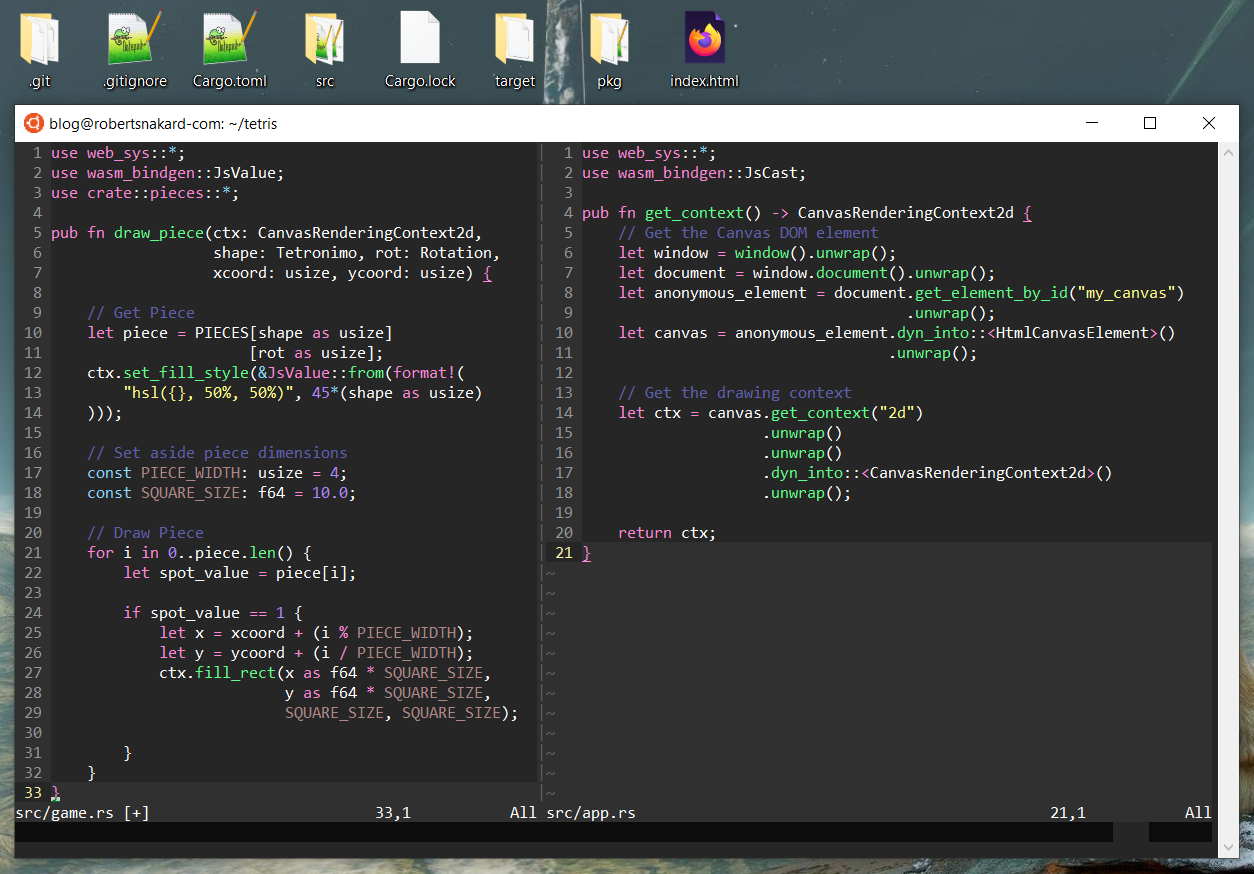 .git .gitignore Cargo.toml src Cargo.lock target pkg index.html
blog@robertsnakard-com: ~/tetris
1 use web_sys::*;
2 use wasm_bindgen::JsValue;
3 use crate::pieces::*;
4
5 pub fn draw_piece(ctx: CanvasRenderingContext2d,
6                   shape: Tetronimo, rot: Rotation,
7                   xcoord: usize, ycoord: usize) {
8
9     // Get Piece
10     let piece = PIECES[shape as usize]
11                       [rot as usize];
12     ctx.set_fill_style(&JsValue::from(format!(
13         "hsl({}, 50%, 50%)", 45*(shape as usize)
14     )));
15
16     // Set aside piece dimensions
17     const PIECE_WIDTH: usize = 4;
18     const SQUARE_SIZE: f64 = 10.0;
19
20     // Draw Piece
21     for i in 0..piece.len() {
22         let spot_value = piece[i];
23
24         if spot_value == 1 {
25             let x = xcoord + (i % PIECE_WIDTH);
26             let y = ycoord + (i / PIECE_WIDTH);
27             ctx.fill_rect(x as f64 * SQUARE_SIZE,
28                           y as f64 * SQUARE_SIZE,
29                           SQUARE_SIZE, SQUARE_SIZE);
30
31         }
32     }
33 }
src/game.rs [+] 33,1 All
1 use web_sys::*;
2 use wasm_bindgen::JsCast;
3
4 pub fn get_context() -> CanvasRenderingContext2d {
5     // Get the Canvas DOM element
6     let window = window().unwrap();
7     let document = window.document().unwrap();
8     let anonymous_element = document.get_element_by_id("my_canvas")
9                                     .unwrap();
10     let canvas = anonymous_element.dyn_into::<HtmlCanvasElement>()
11                                   .unwrap();
12
13     // Get the drawing context
14     let ctx = canvas.get_context("2d")
15                     .unwrap()
16                     .unwrap()
17                     .dyn_into::<CanvasRenderingContext2d>()
18                     .unwrap();
19
20     return ctx;
21 }
~
~
~
~
~
~
~
~
~
~
~
~
src/app.rs 21,1 All